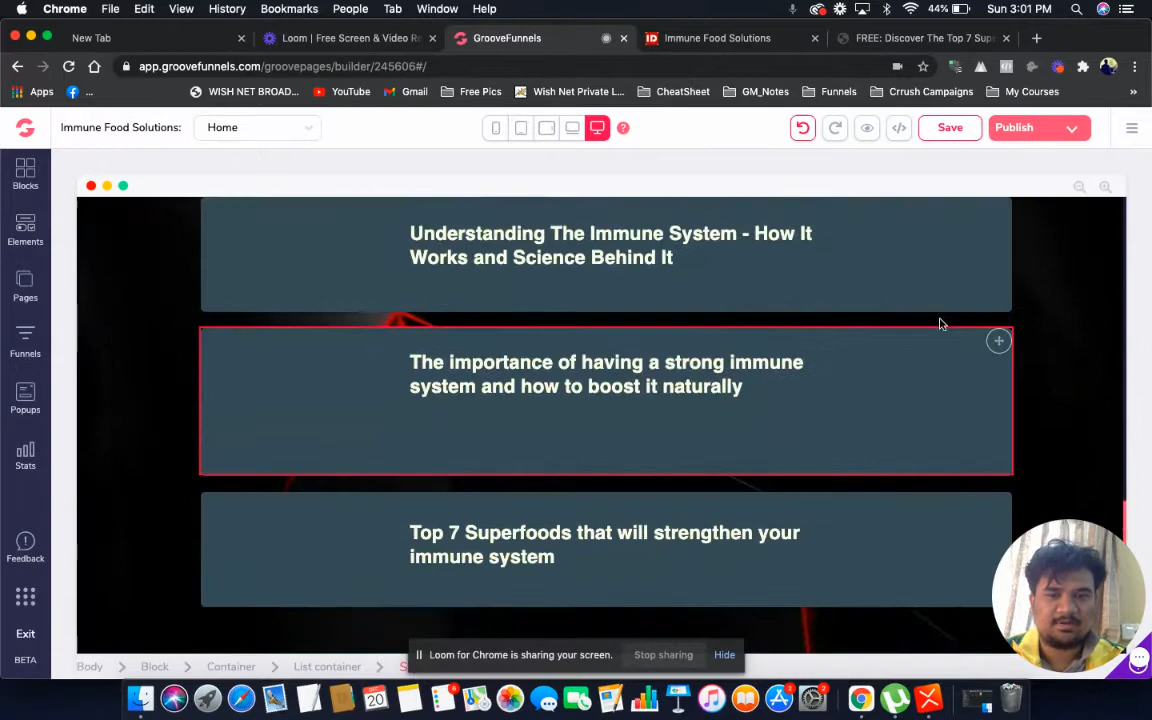 Chrome File Edit View History Bookmarks People Tab Window Help 44% Sun 3:01 PM
New Tab Loom | Free Screen & Video Re GrooveFunnels Immune Food Solutions FREE: Discover The Top 7 Sup
app.groovefunnels.com/groovepages/builder/245606#/
Apps ... WISH NET BROAD... YouTube Gmail Free Pics Wish Net Private L... CheatSheet GM_Notes Funnels Crrush Campaigns My Courses »
Immune Food Solutions: Home Save Publish
Blocks
Elements
Pages
Funnels
Popups
Stats
Feedback
Exit
BETA
Understanding The Immune System - How It
Works and Science Behind It
The importance of having a strong immune
system and how to boost it naturally
Top 7 Superfoods that will strengthen your
immune system
Loom for Chrome is sharing your screen. Stop sharing Hide
Body Block Container List container
DEC
20